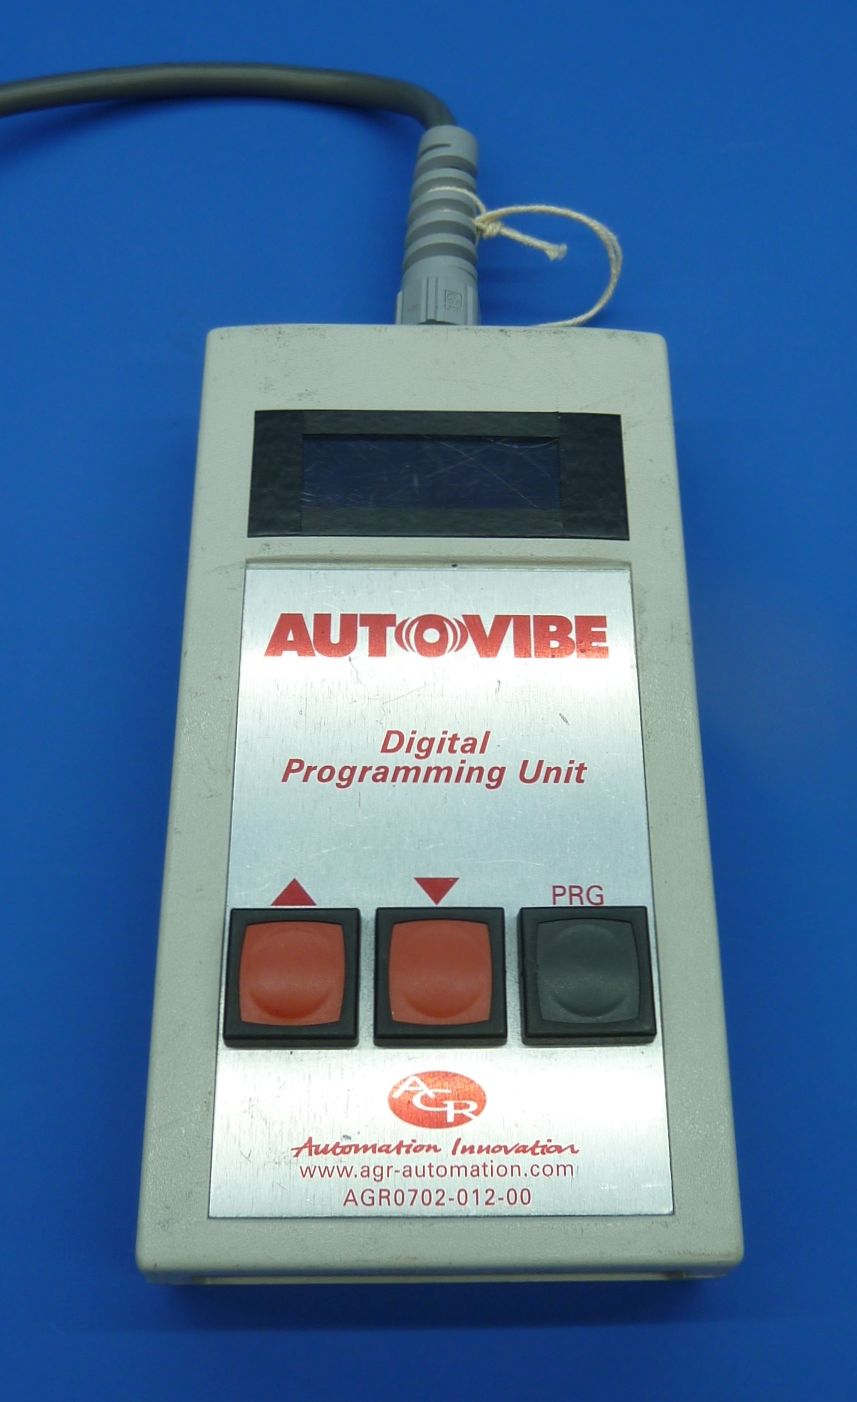 AUTOVIBE
Digital
Programming Unit
PRG
AGR
Automation Innovation
www.agr-automation.com
AGR0702-012-00